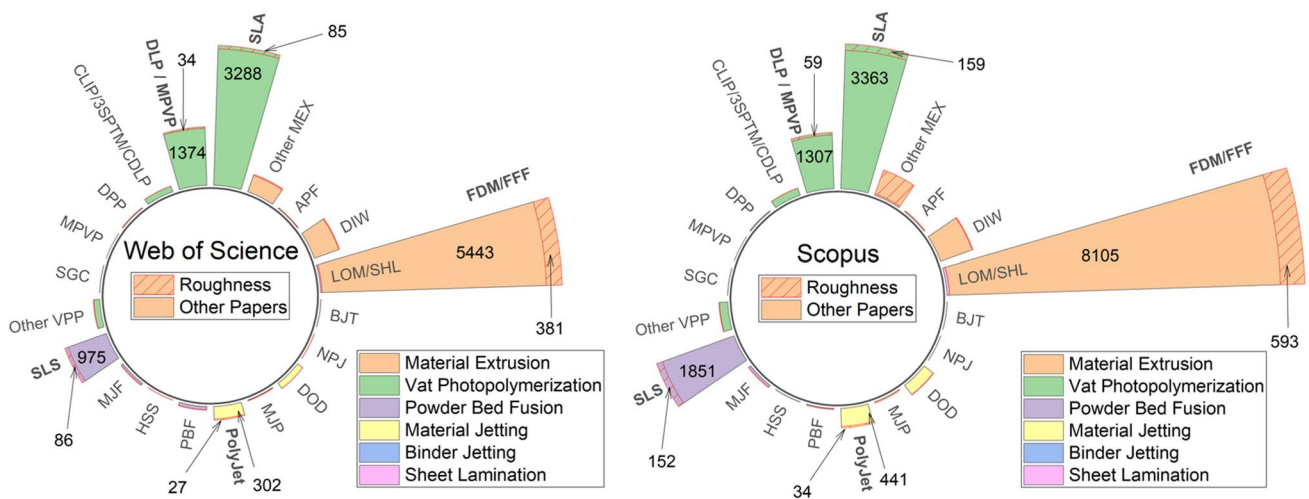 SLA
85
3288
DLP / MPVP
34
1374
CLIP/3SPTM/CDLP
DPP
MPVP
SGC
Other VPP
SLS
975
86
MJF
HSS
PBF
PolyJet
27
302
MJP
DOD
NPJ
BJT
LOM/SHL
FDM/FFF
5443
381
DIW
APF
Other MEX
Web of Science
Roughness
Other Papers
Material Extrusion
Vat Photopolymerization
Powder Bed Fusion
Material Jetting
Binder Jetting
Sheet Lamination
SLA
159
3363
DLP / MPVP
59
1307
CLIP/3SPTM/CDLP
DPP
MPVP
SGC
Other VPP
SLS
1851
152
MJF
HSS
PBF
PolyJet
34
441
MJP
DOD
NPJ
BJT
LOM/SHL
FDM/FFF
8105
593
DIW
APF
Other MEX
Scopus
Roughness
Other Papers
Material Extrusion
Vat Photopolymerization
Powder Bed Fusion
Material Jetting
Binder Jetting
Sheet Lamination